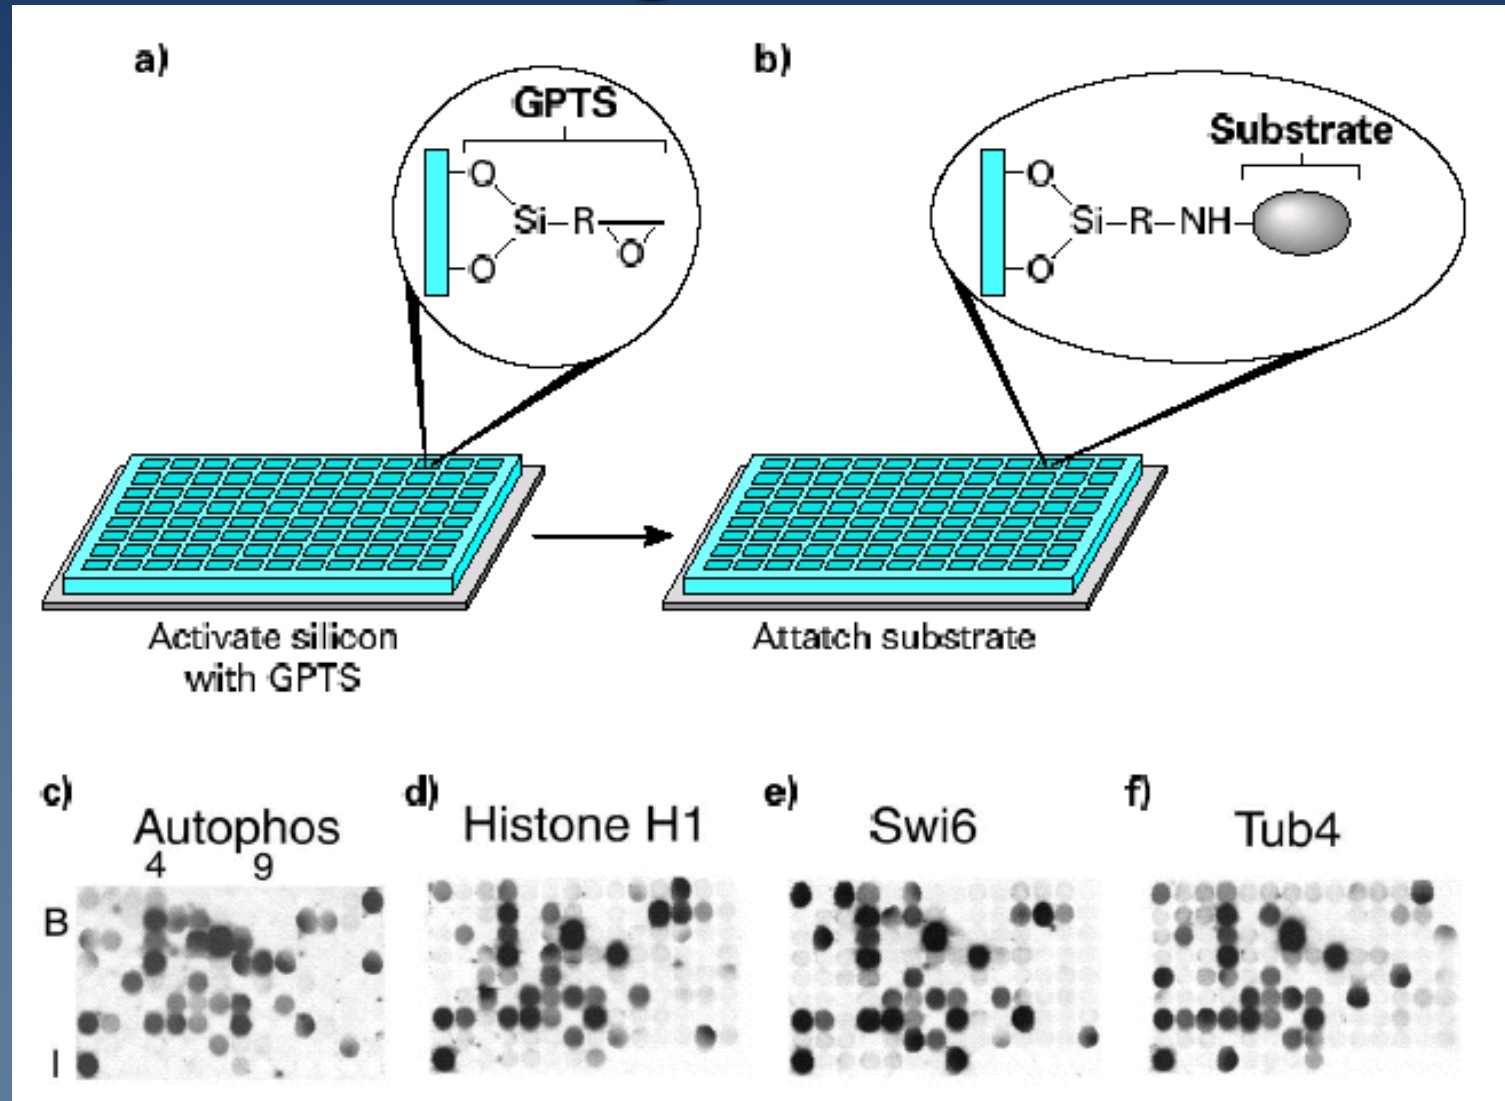 a)
b)
GPTS
Substrate
O
Si–R
O
O
O
Si–R–NH
O
Activate silicon
with GPTS
Attatch substrate
c)
d)
e)
f)
Autophos
Histone H1
Swi6
Tub4
4
9
B
I